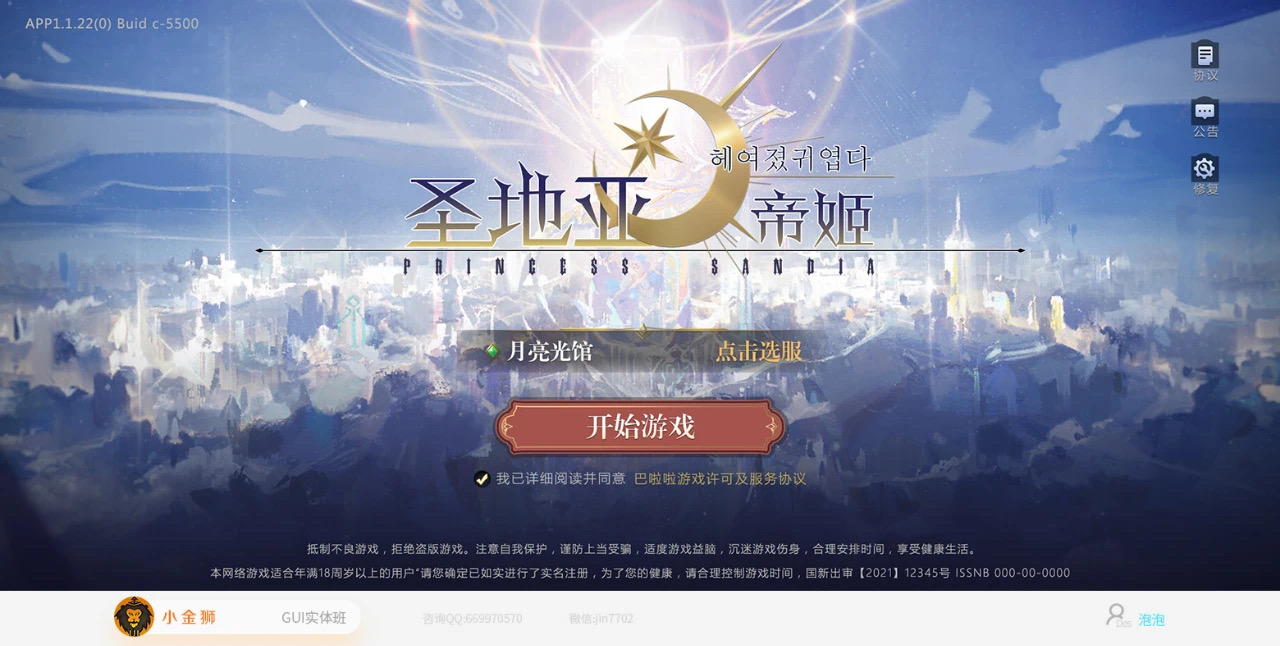 APP1.1.22(0) Buid c-5500
协议
公告
修复
헤여졌귀엽다
圣地亚 帝姬
PRINCESS SANDIA
月亮光馆 点击选服
开始游戏
我已详细阅读并同意 巴啦啦游戏许可及服务协议
抵制不良游戏，拒绝盗版游戏。注意自我保护，谨防上当受骗，适度游戏益脑，沉迷游戏伤身，合理安排时间，享受健康生活。
本网络游戏适合年满18周岁以上的用户"请您确定已如实进行了实名注册，为了您的健康，请合理控制游戏时间，国新出审【2021】12345号 ISSNB 000-00-0000
小金狮 GUI实体班 咨询QQ:669970570 微信:jin7702 Des 泡泡